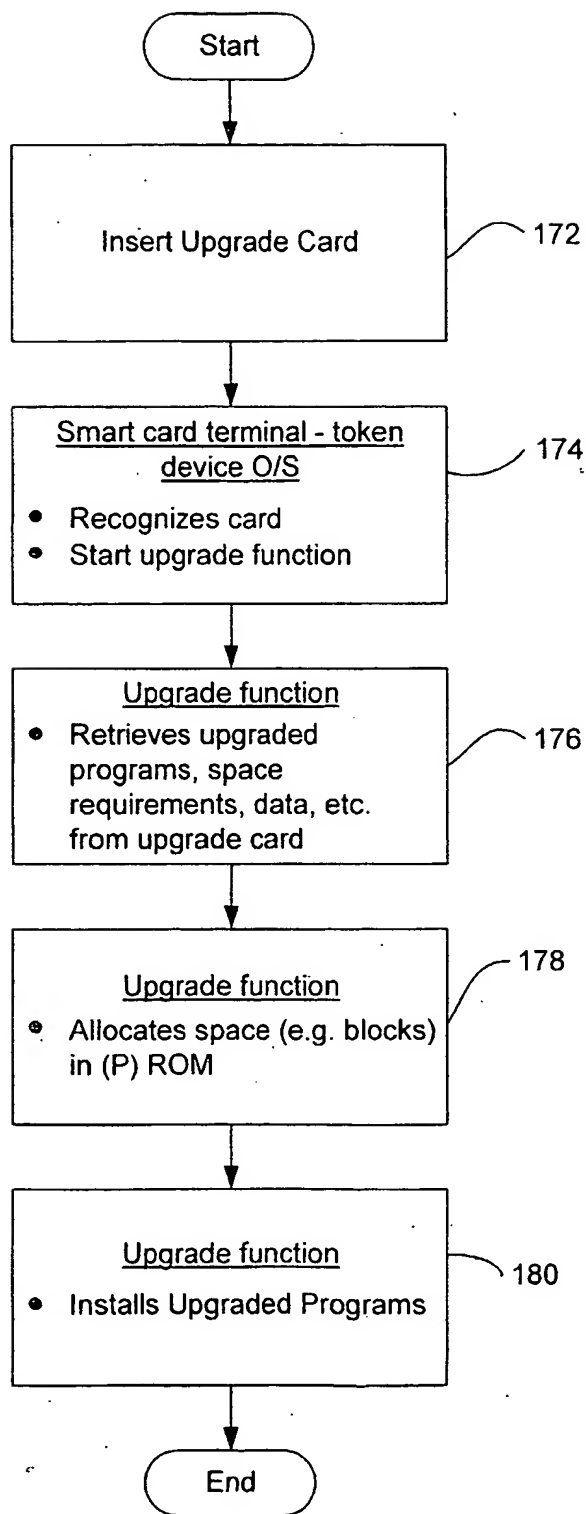 Start
Insert Upgrade Card
172
Smart card terminal - token
device O/S
174
● Recognizes card
● Start upgrade function
Upgrade function
176
● Retrieves upgraded
programs, space
requirements, data, etc.
from upgrade card
Upgrade function
178
● Allocates space (e.g. blocks)
in (P) ROM
Upgrade function
180
● Installs Upgraded Programs
End